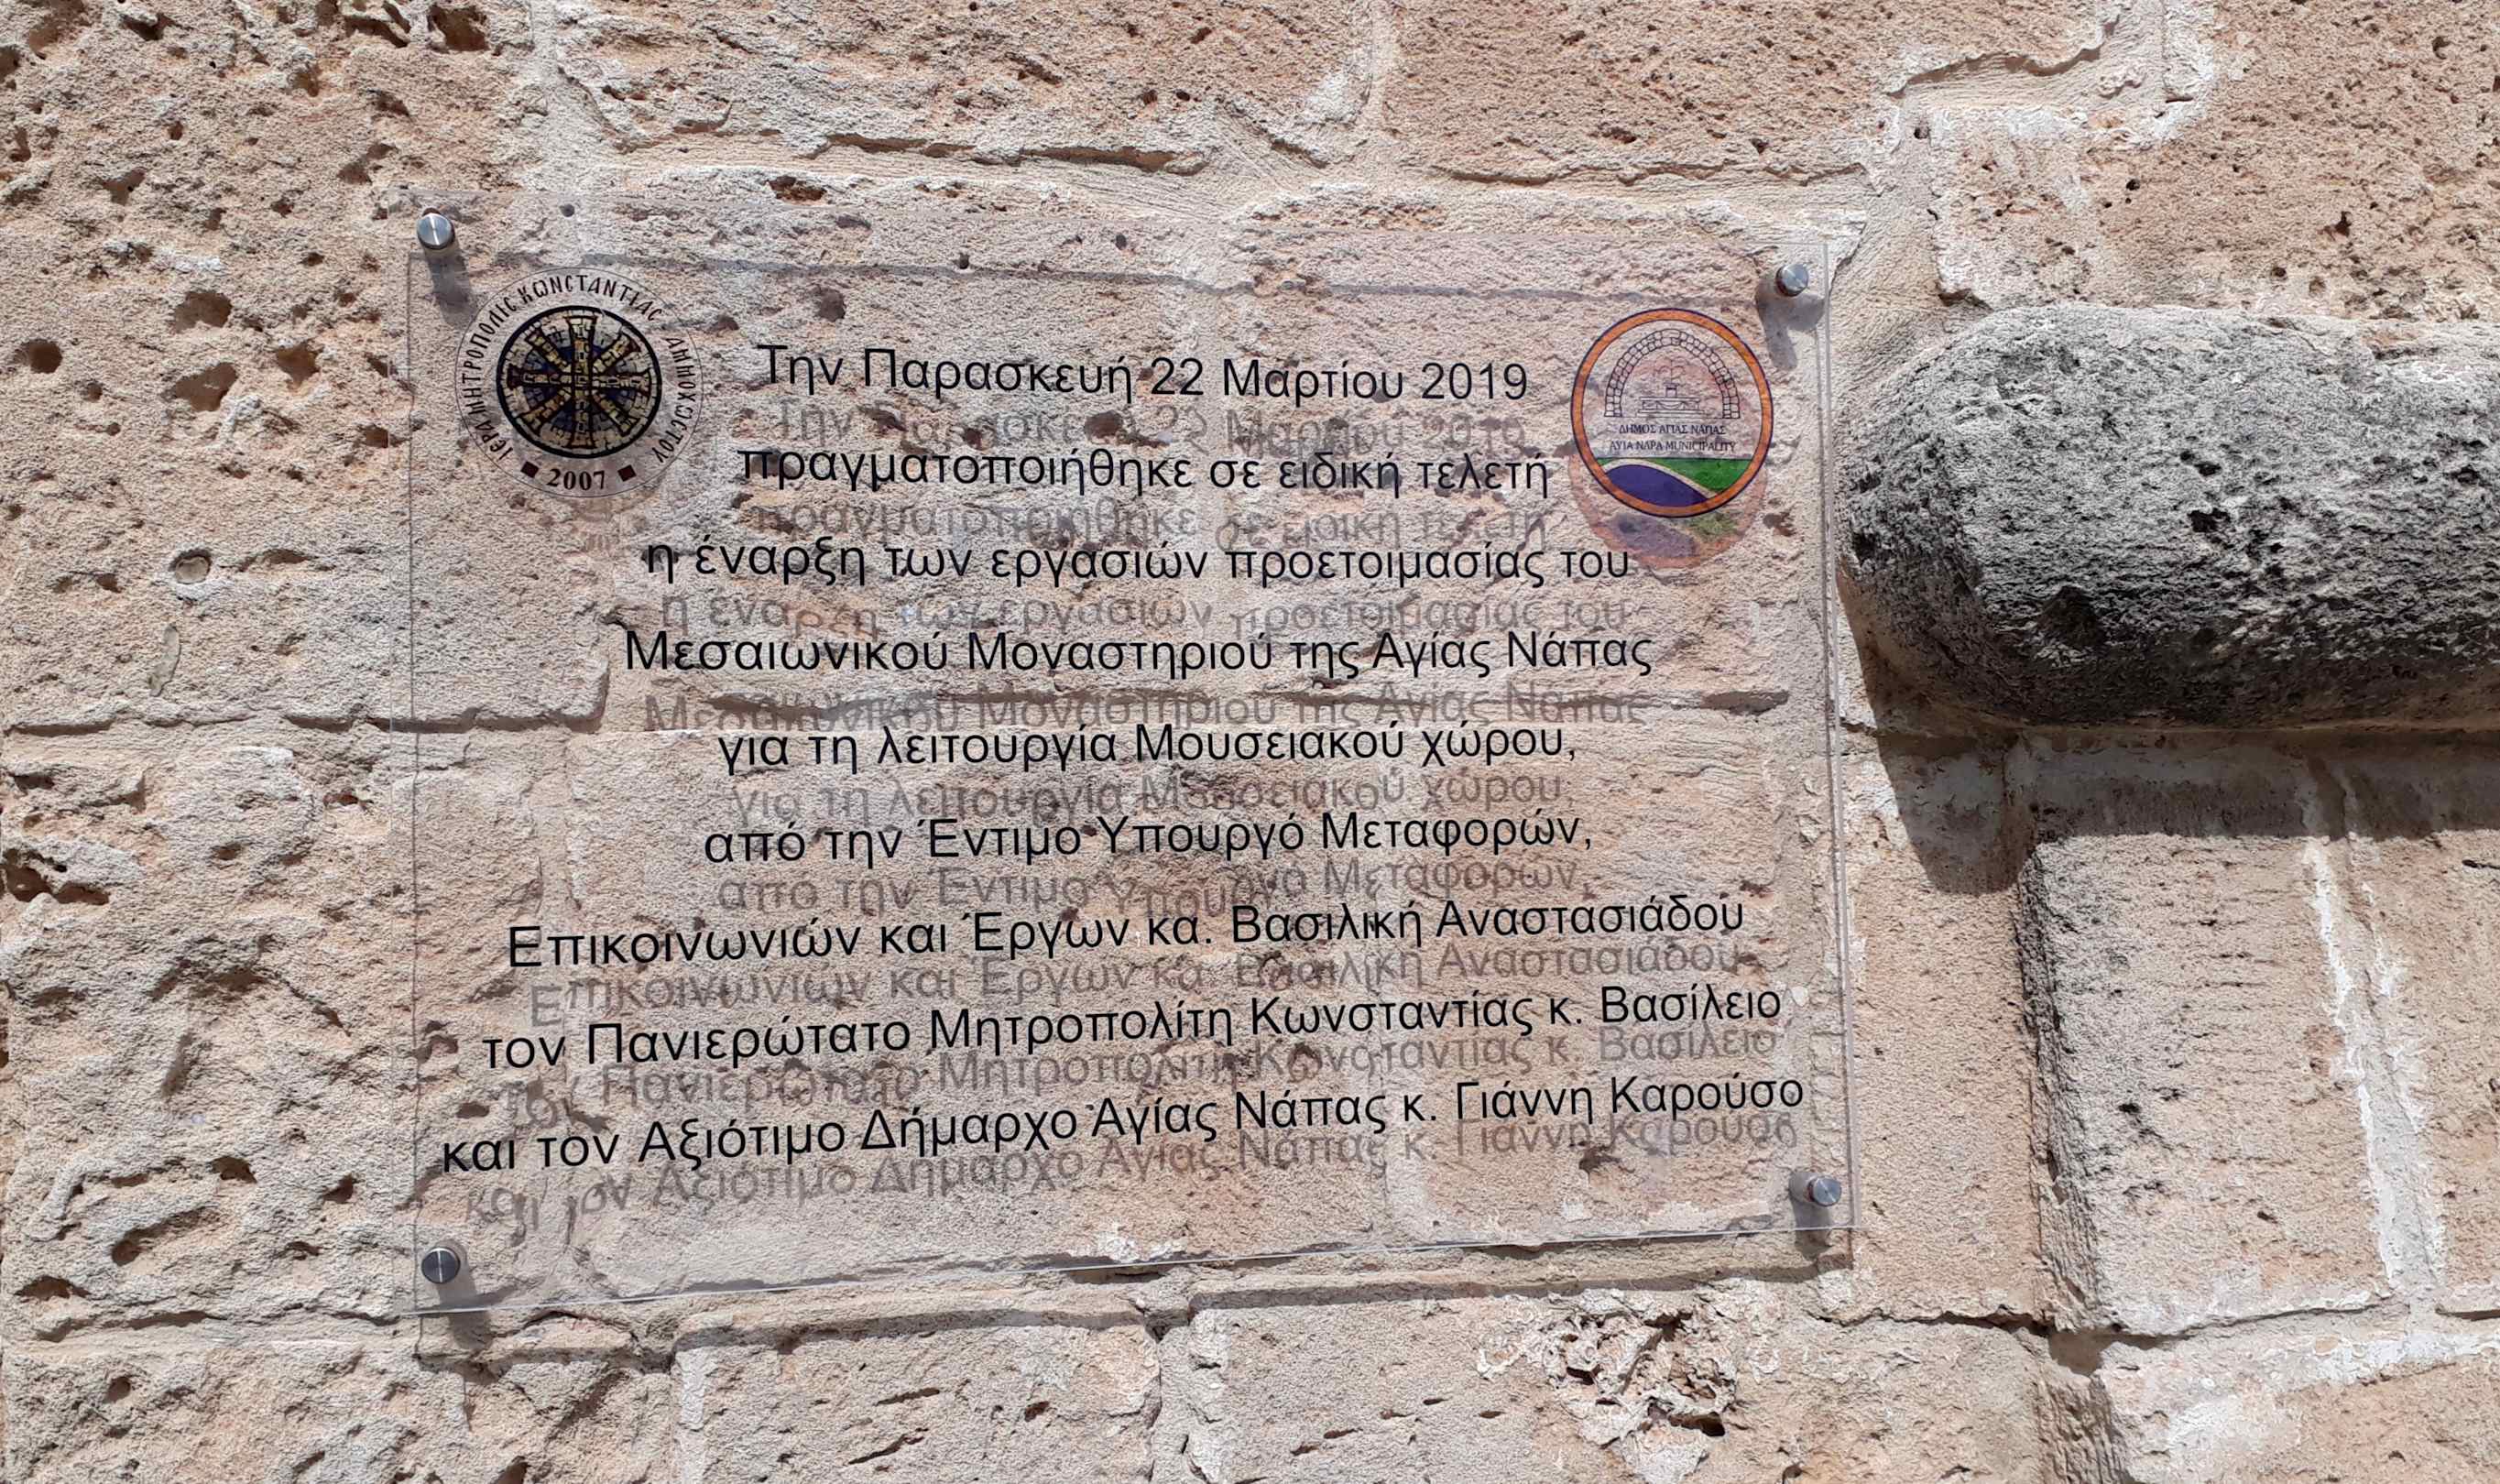 ΙΕΡΑ ΜΗΤΡΟΠΟΛΙΣ ΚΩΝCΤΑΝΤΙΑC ΑΜΜΟΧΩCΤΟΥ
2007
ΔΗΜΟΣ ΑΓΙΑΣ ΝΑΠΑΣ
AYIA NAPA MUNICIPALITY
Την Παρασκευή 22 Μαρτίου 2019
πραγματοποιήθηκε σε ειδική τελετή
η έναρξη των εργασιών προετοιμασίας του
Μεσαιωνικού Μοναστηριού της Αγίας Νάπας
για τη λειτουργία Μουσειακού χώρου,
από την Έντιμο Υπουργό Μεταφορών,
Επικοινωνιών και Έργων κα. Βασιλική Αναστασιάδου
τον Πανιερώτατο Μητροπολίτη Κωνσταντίας κ. Βασίλειο
και τον Αξιότιμο Δήμαρχο Αγίας Νάπας κ. Γιάννη Καρούσο